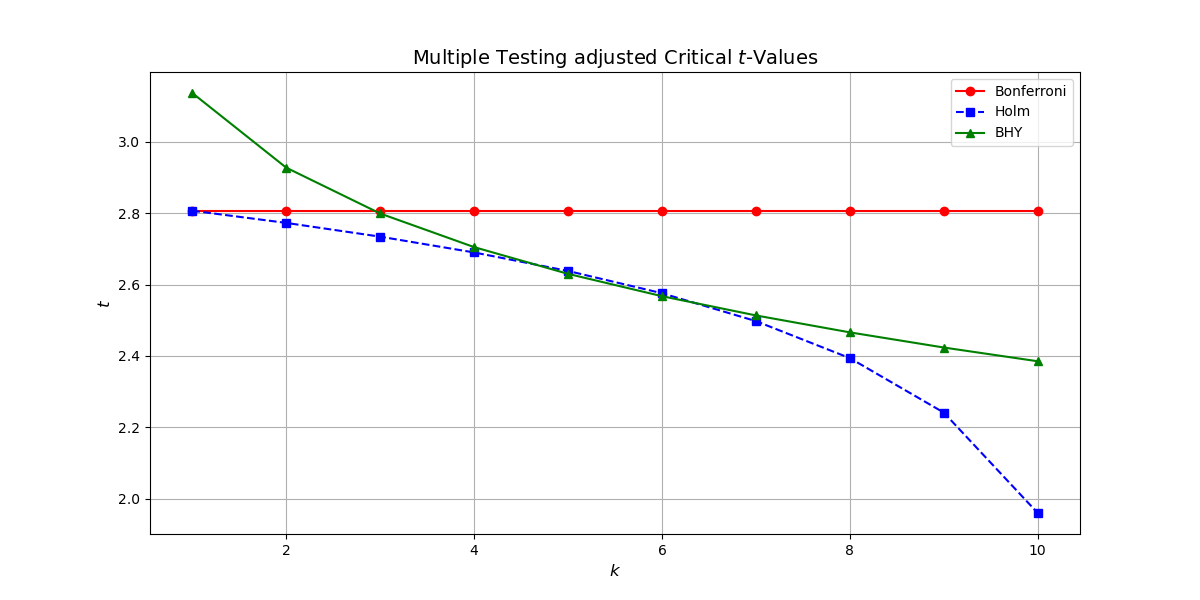 Multiple Testing adjusted Critical t-Values
Bonferroni
Holm
BHY
3.0
2.8
2.6
2.4
2.2
2.0
t
2 4 6 8 10
k